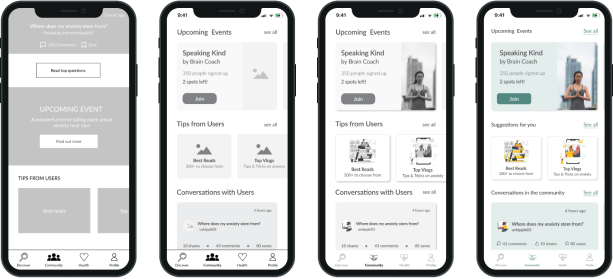 hours ago
Where does my anxiety stem from?
Read top questions
UPCOMING EVENT
A wonderful event taking place about
anxiety near you!
Find out more
TIPS FROM USERS
Best reads
Top
Discover
Community
Health
Profile
9:41
Upcoming Events
see all
Speaking Kind
by Brain Coach
350 people signed up
2 spots left!
Join
Tips from Users
see all
Best Reads
300+ to choose from
Top Vlogs
Tips & Tricks on anxiety
Conversations with Users
see all
4 hours ago
Where does my anxiety stem from?
unhippie02
10 shares • 43 comments • 80 saves
Discover
Community
Health
Profile
9:41
Upcoming Events
see all
Speaking Kind
by Brain Coach
350 people signed up
2 spots left!
Join
Tips from Users
see all
Best Reads
300+ to choose from
Top Vlogs
Tips & Tricks on anxiety
Conversations with Users
see all
4 hours ago
Where does my anxiety stem from?
unhippie02
10 shares • 43 comments • 80 saves
Discover
Community
Health
Profile
9:41
Upcoming Events
See all
Speaking Kind
by Brain Coach
350 people signed up
2 spots left!
Join
Suggestions for you
See all
Best Reads
300+ to choose from
Top Vlogs
Tips & Tricks on anxiety
Conversations in the community
See all
4 hours ago
Where does my anxiety stem from?
unhippie02
43 comments
10 shares
80 saves
Discover
Community
Health
Profile